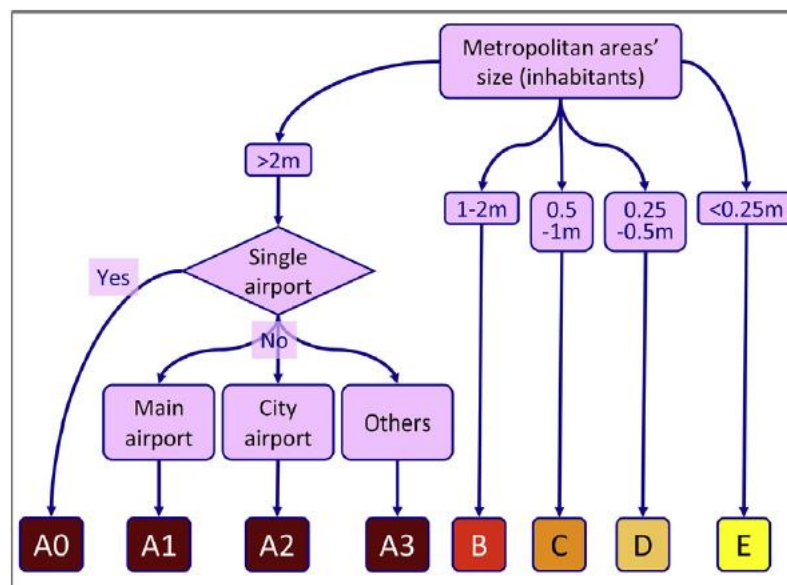 Metropolitan areas'
size (inhabitants)
>2m
1-2m
0.5
-1m
0.25
-0.5m
<0.25m
Single
airport
Yes
No
Main
airport
City
airport
Others
A0
A1
A2
A3
B
C
D
E